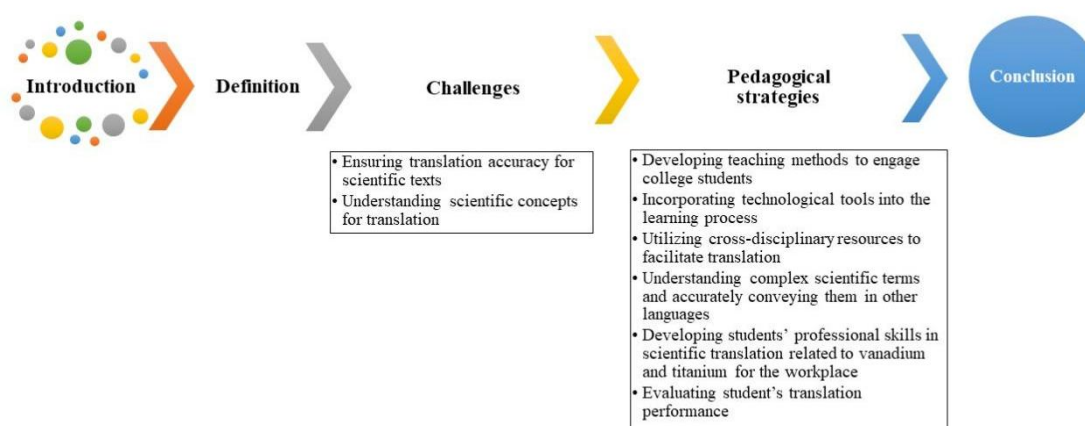 Introduction
Definition
Challenges
Pedagogical
strategies
Conclusion
• Ensuring translation accuracy for
scientific texts
• Understanding scientific concepts
for translation
• Developing teaching methods to engage
college students
• Incorporating technological tools into the
learning process
• Utilizing cross-disciplinary resources to
facilitate translation
• Understanding complex scientific terms
and accurately conveying them in other
languages
• Developing students' professional skills in
scientific translation related to vanadium
and titanium for the workplace
• Evaluating student's translation
performance